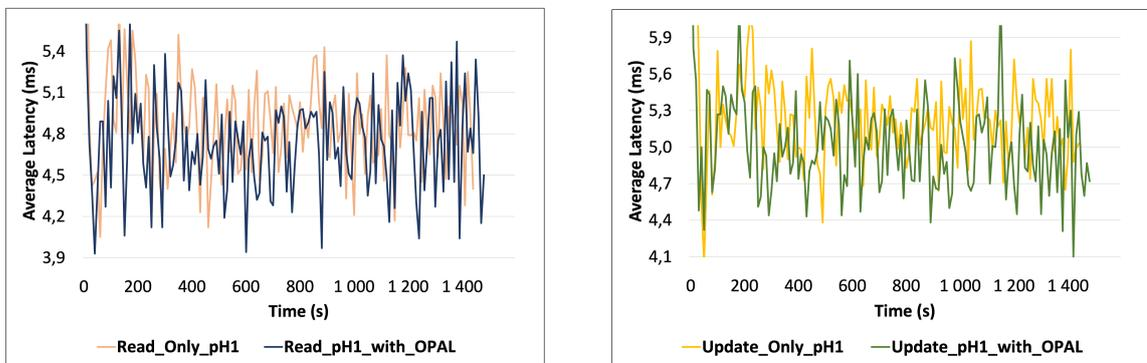 Average Latency (ms)
5,4
5,1
4,8
4,5
4,2
3,9
0 200 400 600 800 1 000 1 200 1 400
Time (s)
Read_Only_pH1 Read_pH1_with_OPAL
Average Latency (ms)
5,9
5,6
5,3
5,0
4,7
4,4
4,1
0 200 400 600 800 1 000 1 200 1 400
Time (s)
Update_Only_pH1 Update_pH1_with_OPAL